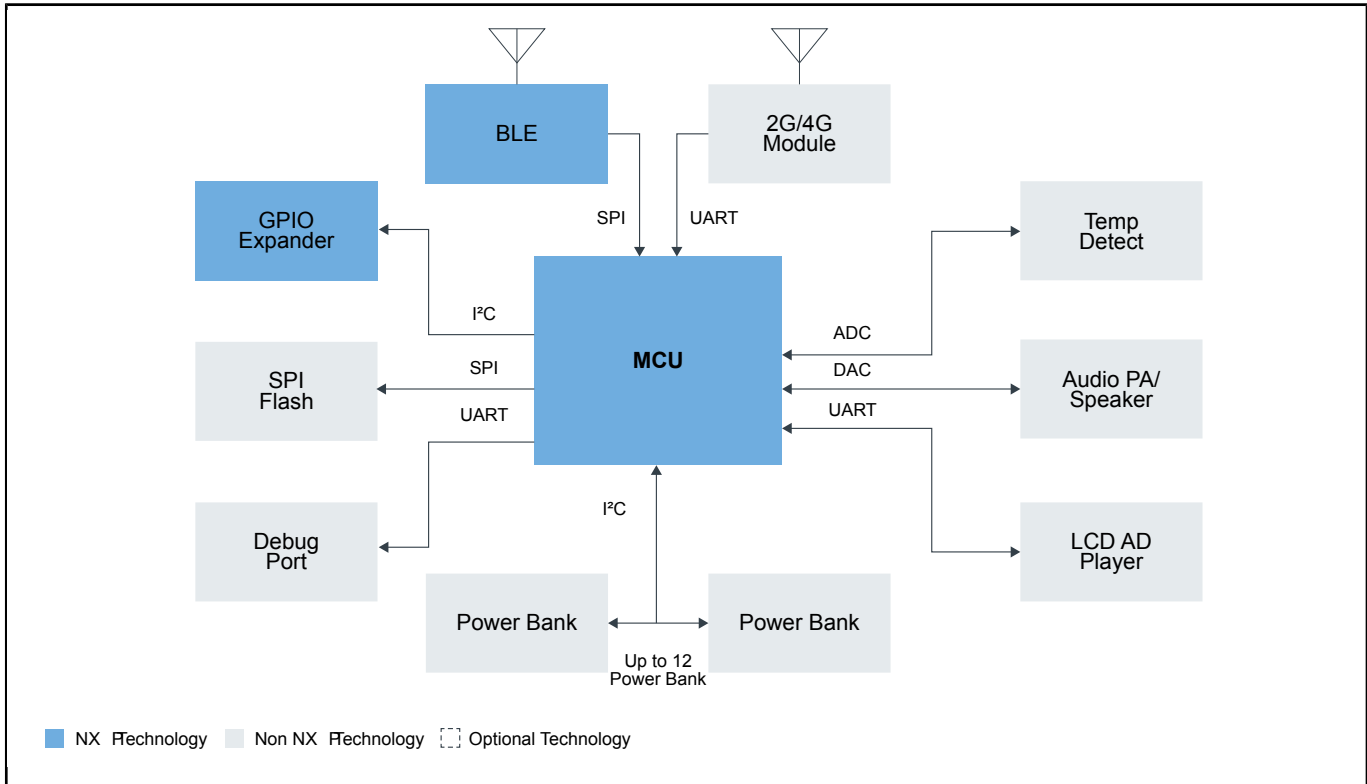 BLE
2G/4G
Module
GPIO
Expander
SPI
UART
Temp
Detect
I²C
ADC
MCU
SPI
Flash
SPI
DAC
Audio PA/
Speaker
UART
UART
I²C
Debug
Port
LCD AD
Player
Power Bank
Power Bank
Up to 12
Power Bank
NX PTechnology
Non NX PTechnology
Optional Technology